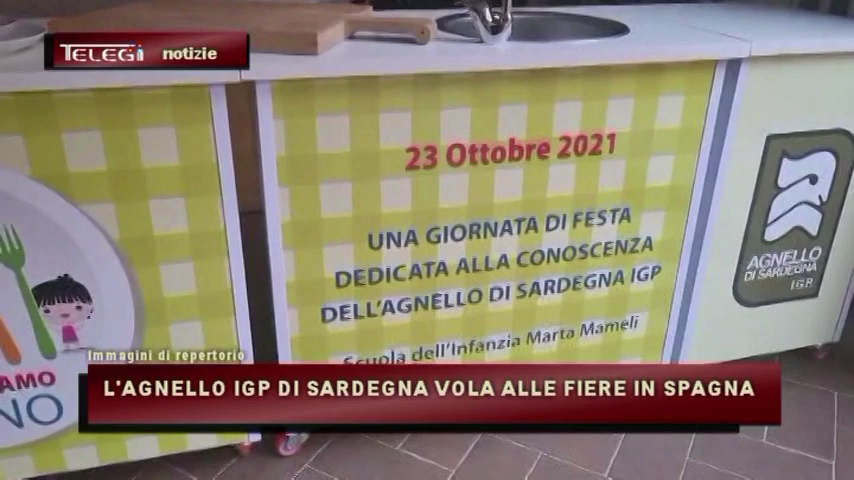 TELEGI notizie
23 Ottobre 2021
UNA GIORNATA DI FESTA
DEDICATA ALLA CONOSCENZA
DELL'AGNELLO DI SARDEGNA IGP
Scuola dell'Infanzia Marta Mameli
AGNELLO
DI SARDEGNA
IGP
IAMO
NO
Immagini di repertorio
L'AGNELLO IGP DI SARDEGNA VOLA ALLE FIERE IN SPAGNA